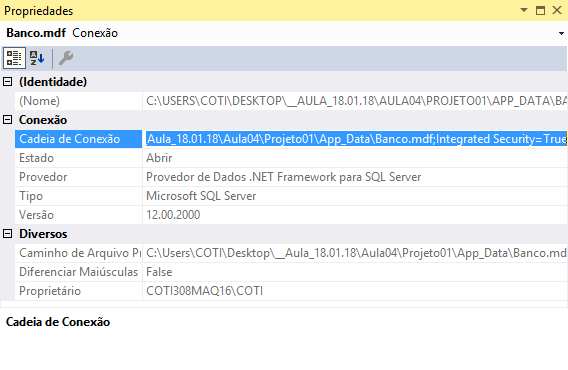 Propriedades
Banco.mdf Conexão
(Identidade)
(Nome) C:\USERS\COTI\DESKTOP\__AULA_18.01.18\AULA04\PROJETO01\APP_DATA\BA
Conexão
Cadeia de Conexão Aula_18.01.18\Aula04\Projeto01\App_Data\Banco.mdf;Integrated Security=True
Estado Abrir
Provedor Provedor de Dados .NET Framework para SQL Server
Tipo Microsoft SQL Server
Versão 12.00.2000
Diversos
Caminho de Arquivo Pi C:\Users\COTI\Desktop\__Aula_18.01.18\Aula04\Projeto01\App_Data\Banco.md
Diferenciar Maiúsculas False
Proprietário COTI308MAQ16\COTI
Cadeia de Conexão